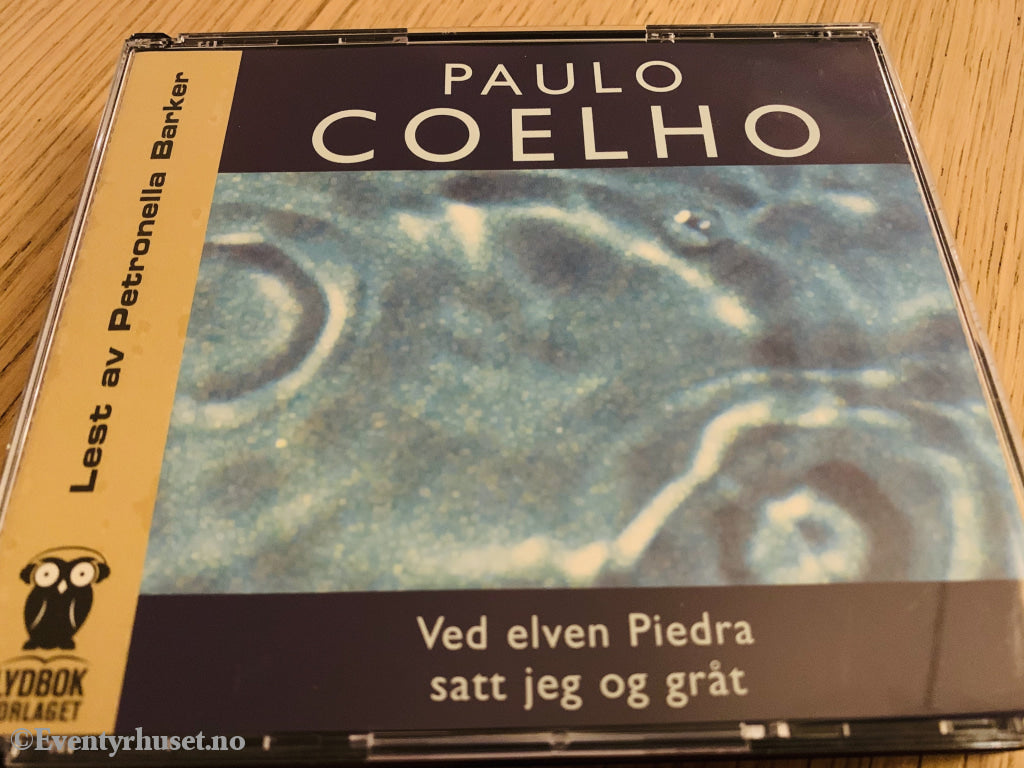 PAULO
COELHO
Lest av Petronella Barker
Ved elven Piedra
satt jeg og gråt
LYDBOK
FORLAGET
©Eventyrhuset.no